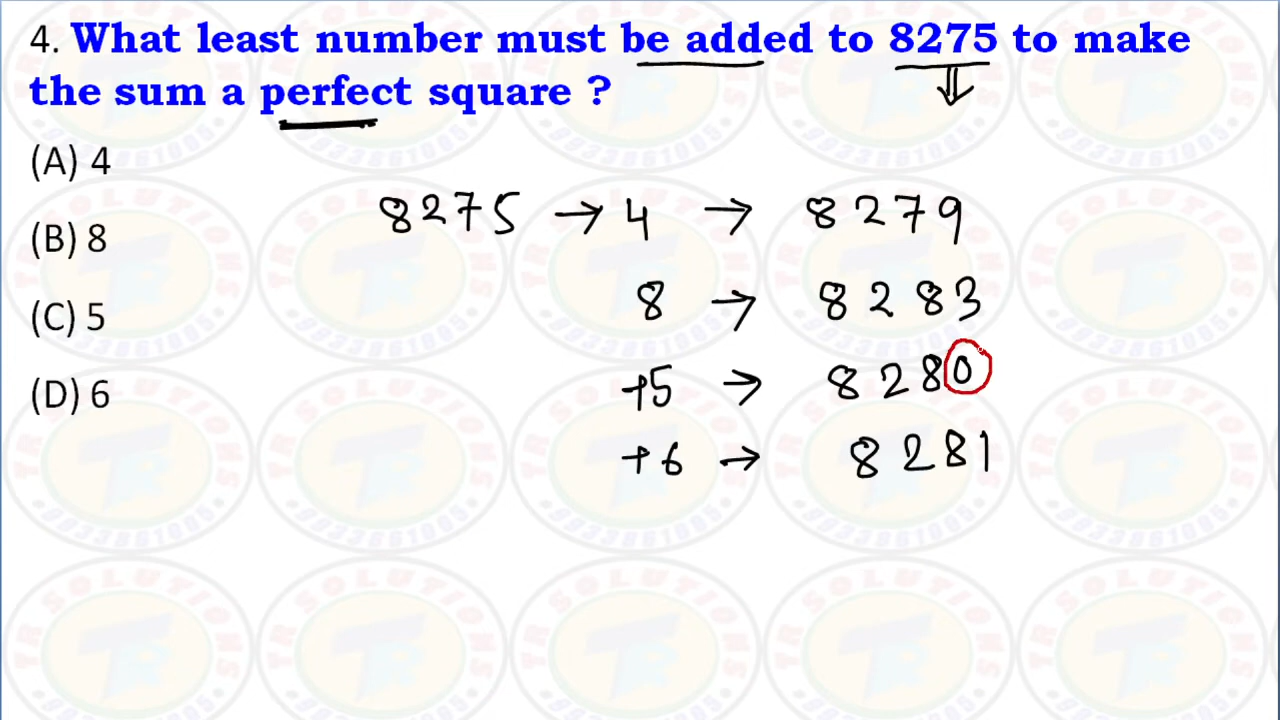 4. What least number must be added to 8275 to make
the sum a perfect square ?
(A) 4
(B) 8
(C) 5
(D) 6
8275 → 4 → 8279
8 → 8283
+5 → 8280
+6 → 8281